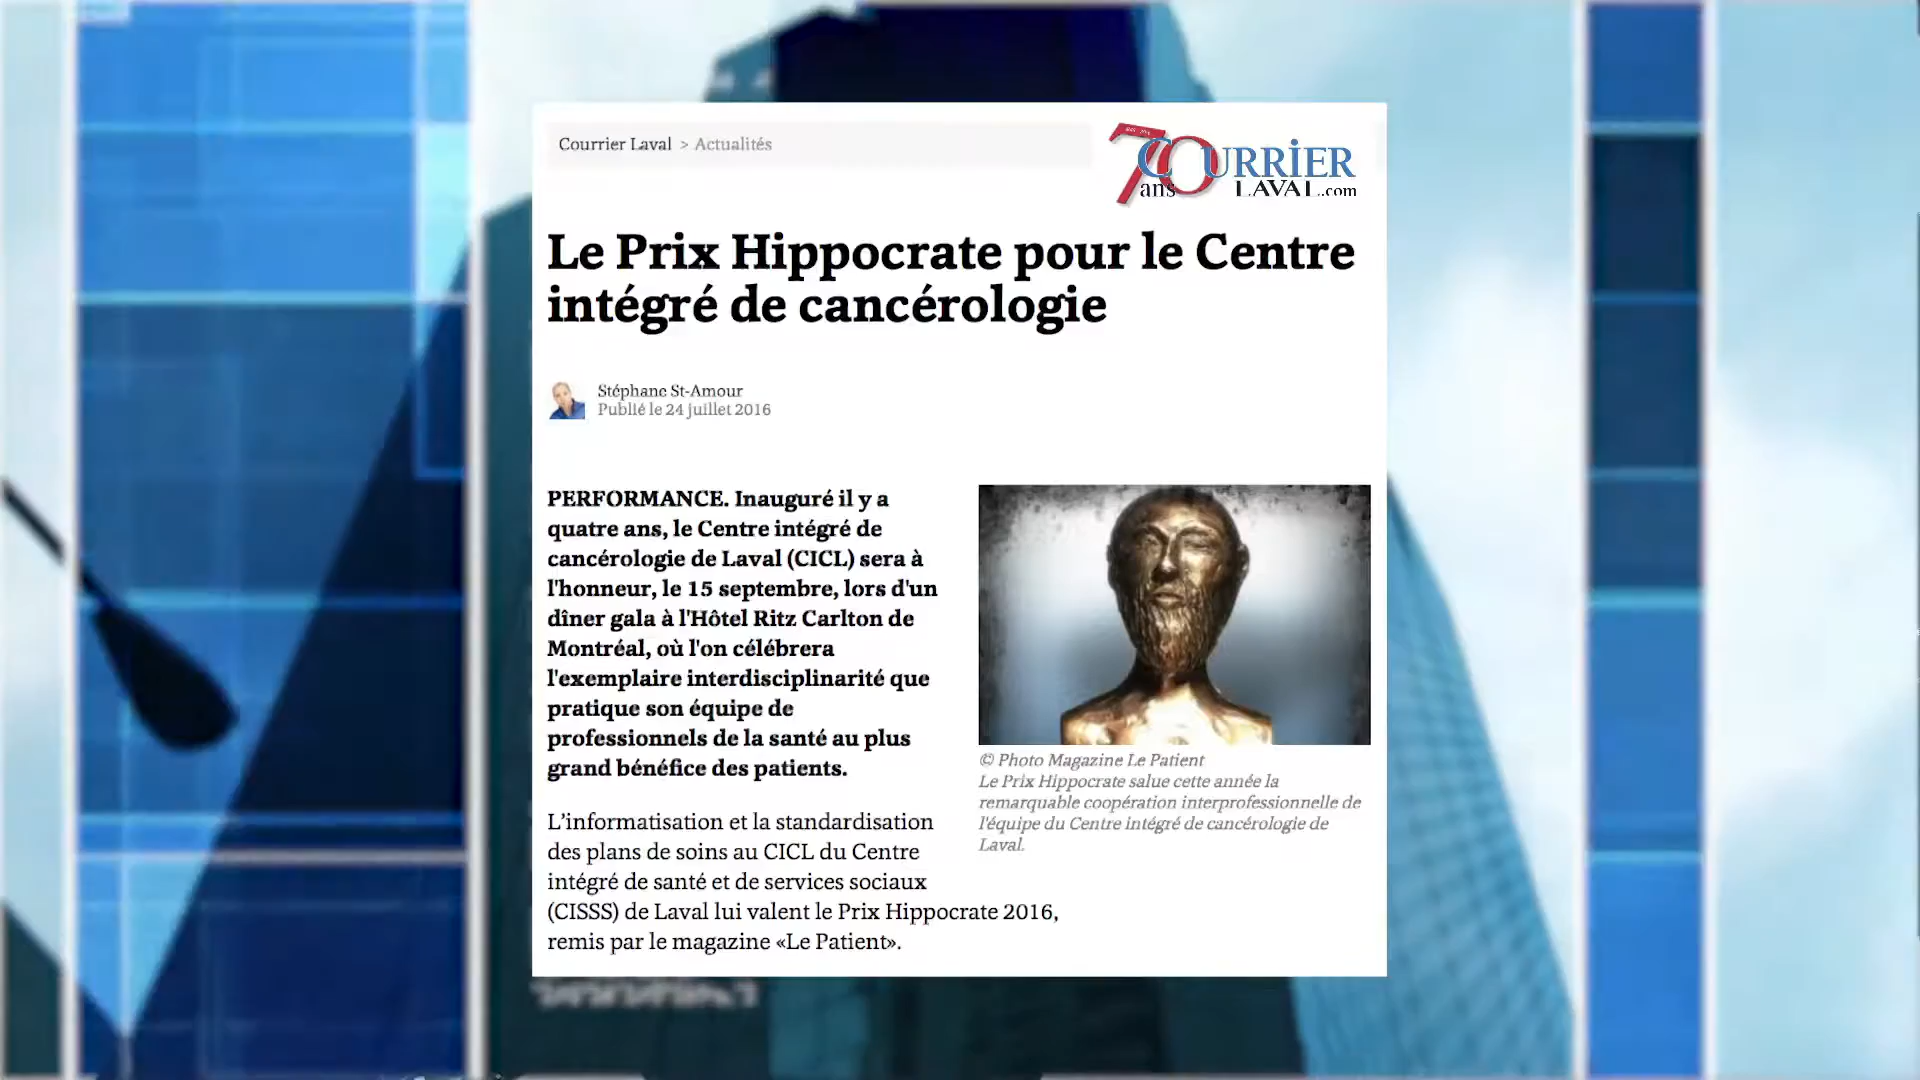 Courrier Laval > Actualités
70 ans COURRiER
LAVAL.com
Le Prix Hippocrate pour le Centre
intégré de cancérologie
Stéphane St-Amour
Publié le 24 juillet 2016
PERFORMANCE. Inauguré il y a
quatre ans, le Centre intégré de
cancérologie de Laval (CICL) sera à
l'honneur, le 15 septembre, lors d'un
dîner gala à l'Hôtel Ritz Carlton de
Montréal, où l'on célébrera
l'exemplaire interdisciplinarité que
pratique son équipe de
professionnels de la santé au plus
grand bénéfice des patients.
© Photo Magazine Le Patient
Le Prix Hippocrate salue cette année la
remarquable coopération interprofessionnelle de
l'équipe du Centre intégré de cancérologie de
Laval.
L’informatisation et la standardisation
des plans de soins au CICL du Centre
intégré de santé et de services sociaux
(CISSS) de Laval lui valent le Prix Hippocrate 2016,
remis par le magazine «Le Patient».